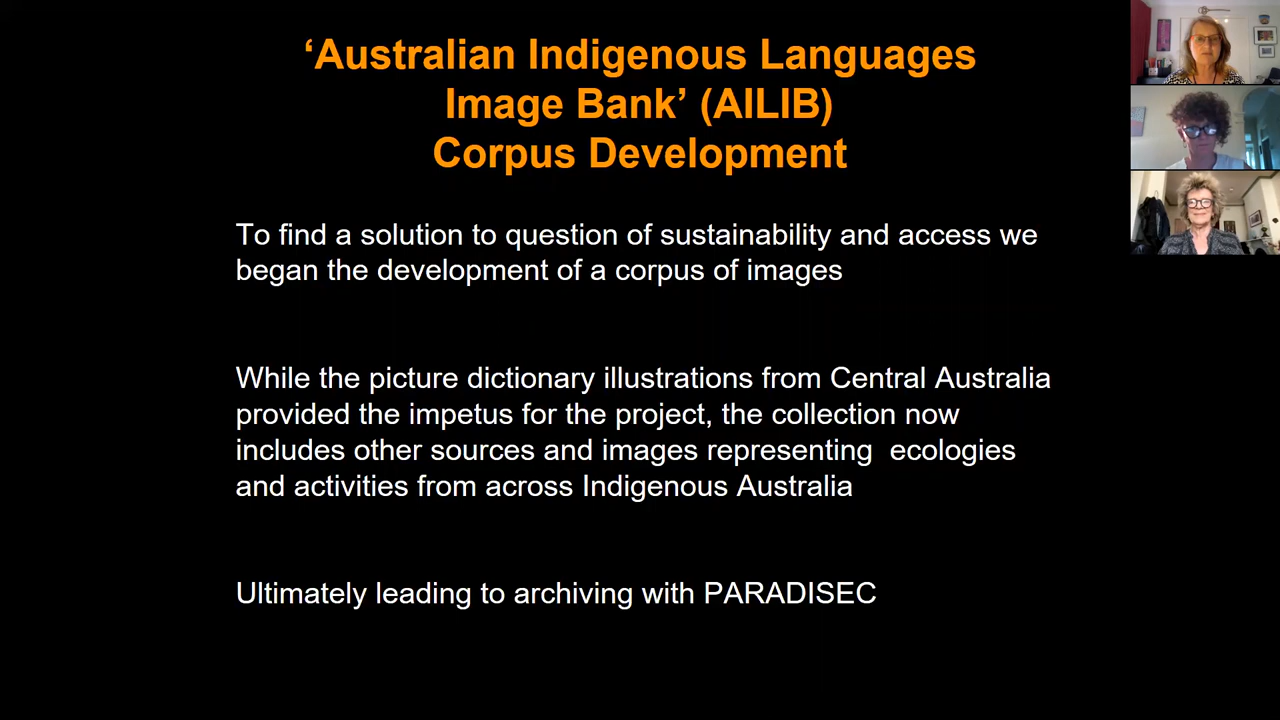 ‘Australian Indigenous Languages
Image Bank’ (AILIB)
Corpus Development
To find a solution to question of sustainability and access we
began the development of a corpus of images
While the picture dictionary illustrations from Central Australia
provided the impetus for the project, the collection now
includes other sources and images representing  ecologies
and activities from across Indigenous Australia
Ultimately leading to archiving with PARADISEC